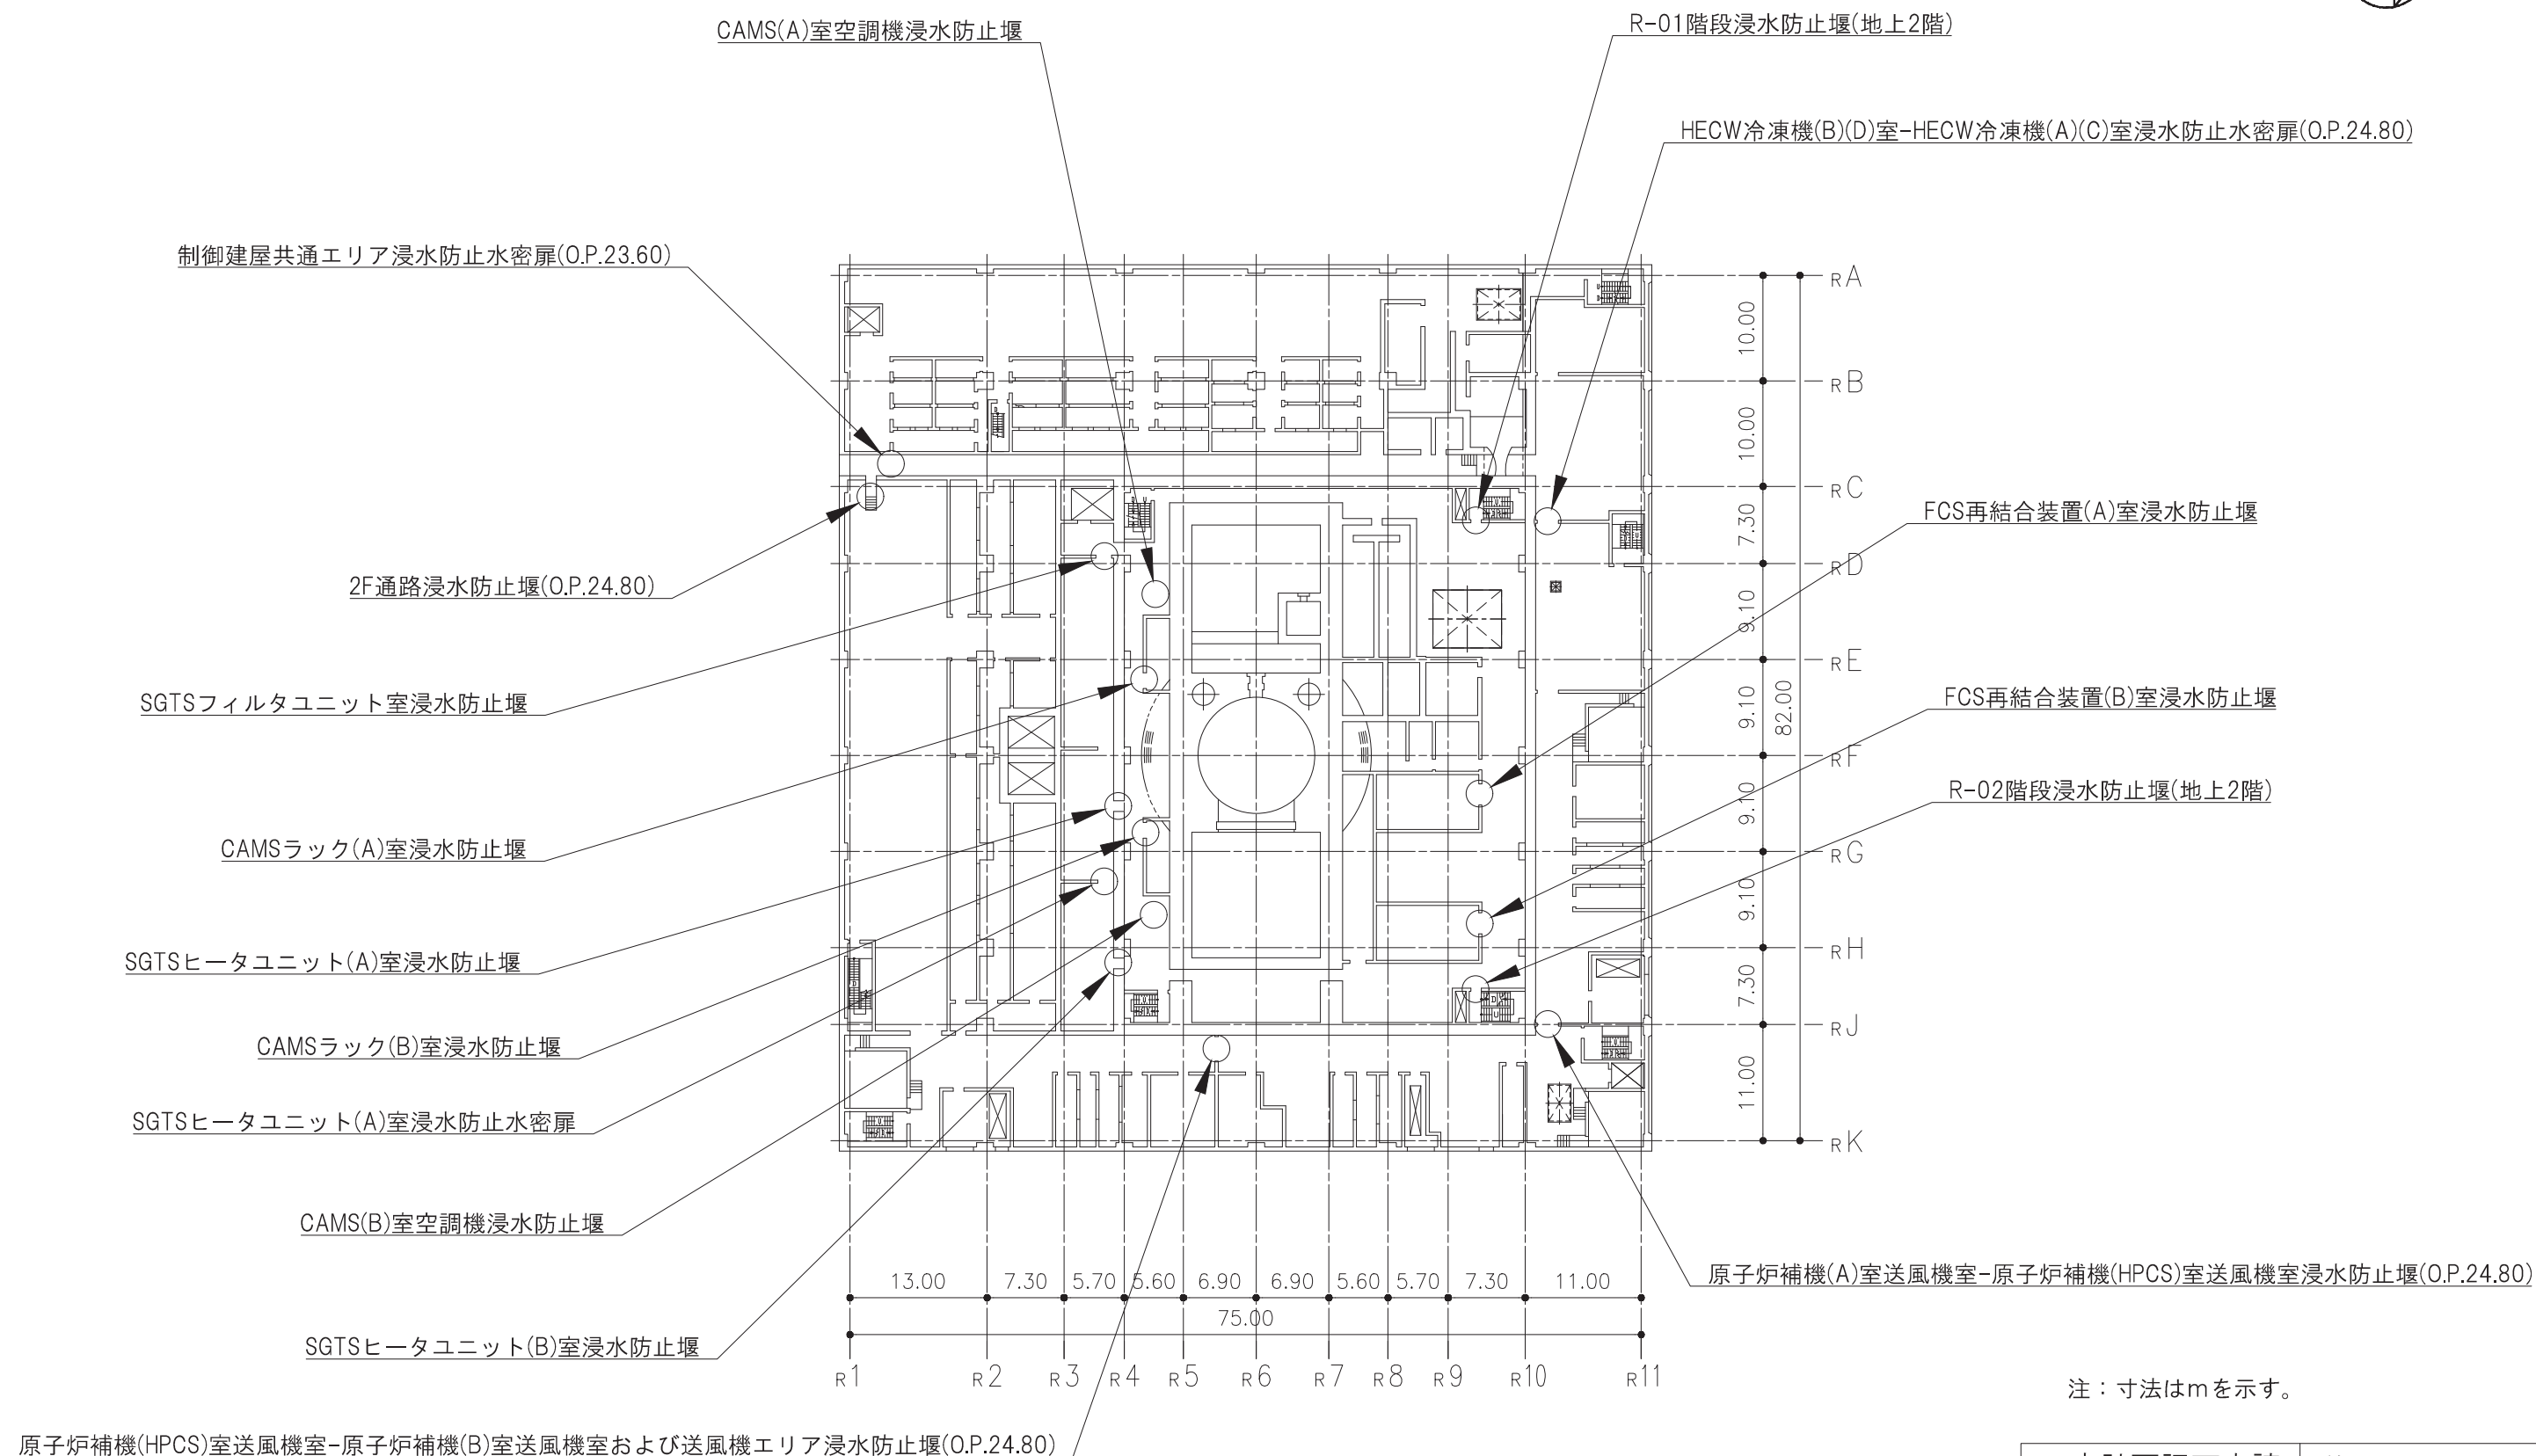 CAMS(A)室空調機浸水防止堰
R-01階段浸水防止堰(地上2階)
HECW冷凍機(B)(D)室-HECW冷凍機(A)(C)室浸水防止水密扉(O.P.24.80)
制御建屋共通エリア浸水防止水密扉(O.P.23.60)
2F通路浸水防止堰(O.P.24.80)
FCS再結合装置(A)室浸水防止堰
SGTSフィルタユニット室浸水防止堰
FCS再結合装置(B)室浸水防止堰
CAMSラック(A)室浸水防止堰
R-02階段浸水防止堰(地上2階)
SGTSヒータユニット(A)室浸水防止堰
CAMSラック(B)室浸水防止堰
SGTSヒータユニット(A)室浸水防止水密扉
CAMS(B)室空調機浸水防止堰
原子炉補機(A)室送風機室-原子炉補機(HPCS)室送風機室浸水防止堰(O.P.24.80)
SGTSヒータユニット(B)室浸水防止堰
原子炉補機(HPCS)室送風機室-原子炉補機(B)室送風機室および送風機エリア浸水防止堰(O.P.24.80)
RA
RB
RC
RD
RE
RF
RG
RH
RJ
RK
10.00
10.00
7.30
9.10
9.10
9.10
9.10
7.30
11.00
82.00
13.00 7.30 5.70 5.60 6.90 6.90 5.60 5.70 7.30 11.00
75.00
R1 R2 R3 R4 R5 R6 R7 R8 R9 R10 R11
注：寸法はmを示す。